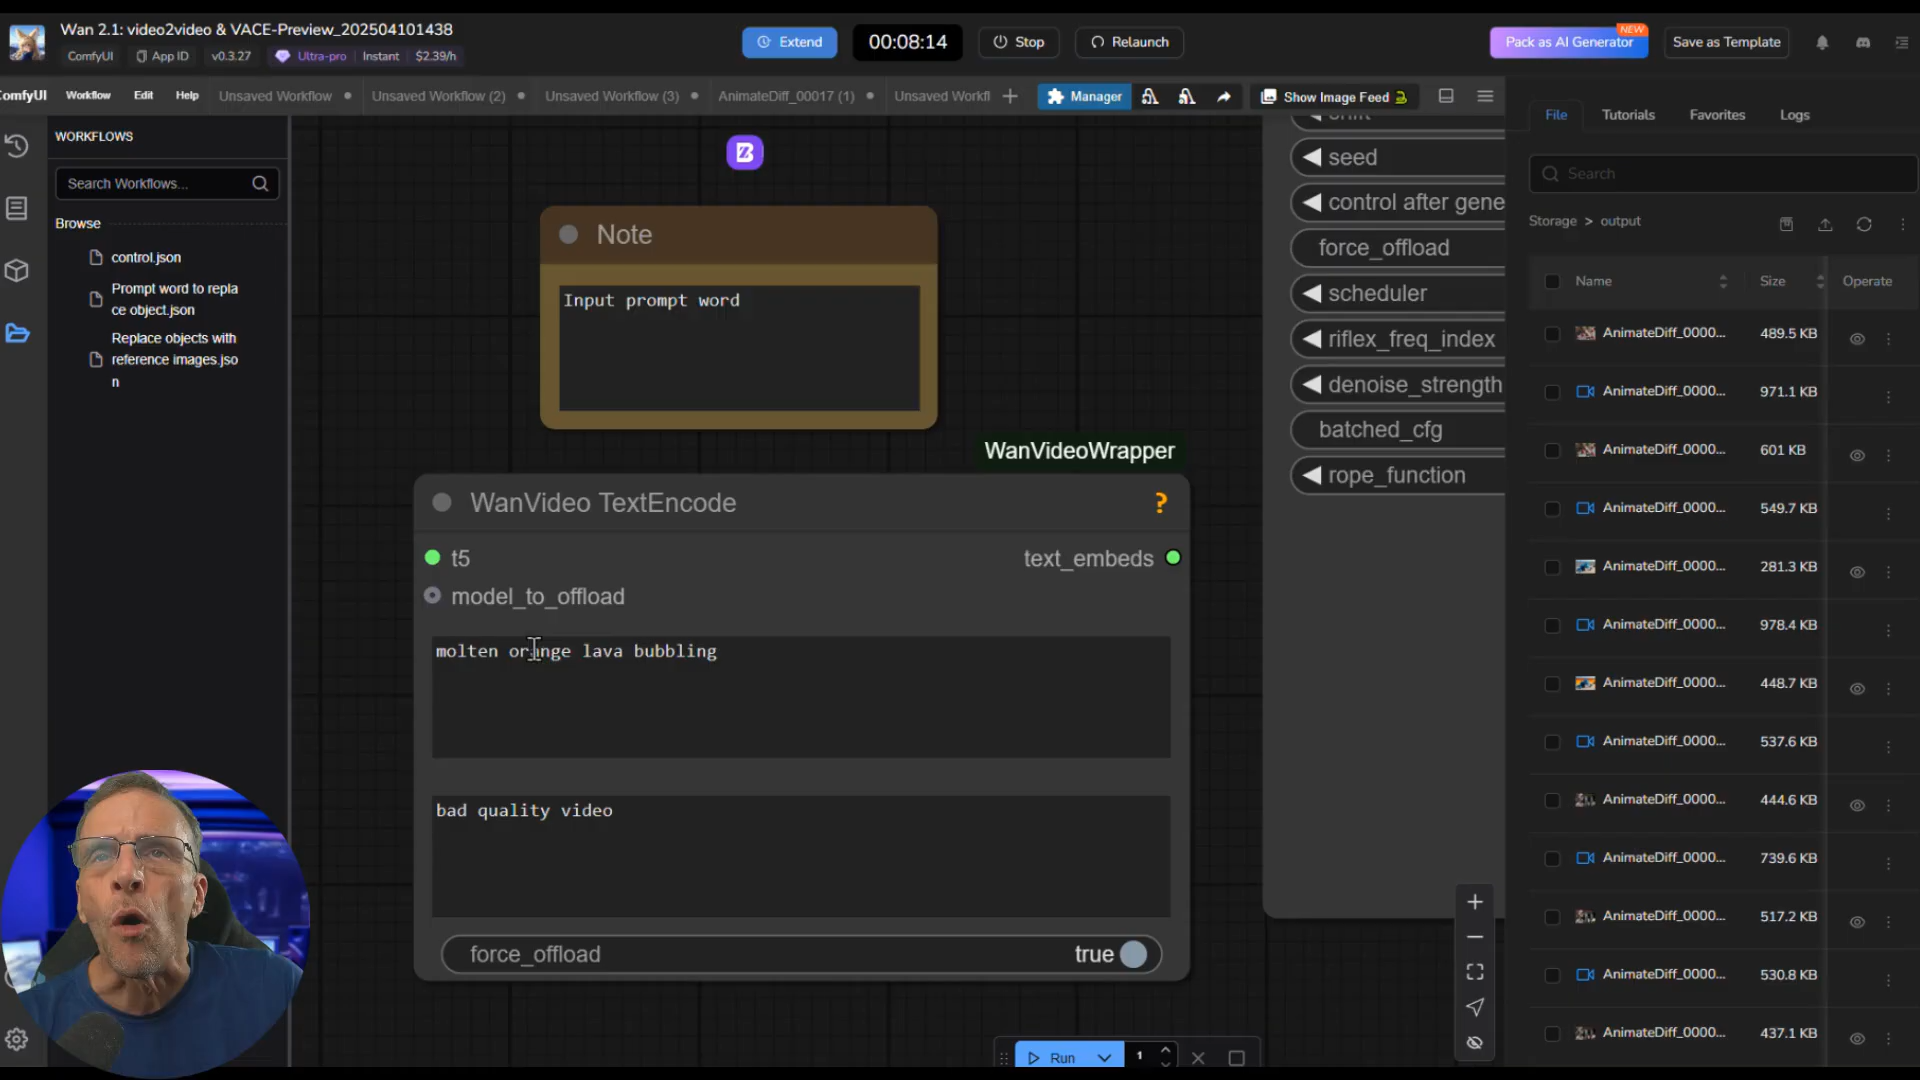 Wan 2.1: video2video & VACE-Preview_202504101438
ComfyUI App ID v0.3.27 Ultra-pro Instant $2.39/h
Extend 00:08:14 Stop Relaunch
NEW
Pack as AI Generator Save as Template
ComfyUI Workflow Edit Help Unsaved Workflow Unsaved Workflow (2) Unsaved Workflow (3) AnimateDiff_00017 (1) Unsaved Workfl Manager Show Image Feed
File Tutorials Favorites Logs
WORKFLOWS
Search Workflows...
Browse
control.json
Prompt word to repla
ce object.json
Replace objects with
reference images.jso
n
Note
Input prompt word
WanVideoWrapper
WanVideo TextEncode ?
t5 text_embeds
model_to_offload
molten orange lava bubbling
bad quality video
force_offload true
shift
seed
control after gene
force_offload
scheduler
riflex_freq_index
denoise_strength
batched_cfg
rope_function
Run 1
Search
Storage > output
Name Size Operate
AnimateDiff_0000... 489.5 KB
AnimateDiff_0000... 971.1 KB
AnimateDiff_0000... 601 KB
AnimateDiff_0000... 549.7 KB
AnimateDiff_0000... 281.3 KB
AnimateDiff_0000... 978.4 KB
AnimateDiff_0000... 448.7 KB
AnimateDiff_0000... 537.6 KB
AnimateDiff_0000... 444.6 KB
AnimateDiff_0000... 739.6 KB
AnimateDiff_0000... 517.2 KB
AnimateDiff_0000... 530.8 KB
AnimateDiff_0000... 437.1 KB